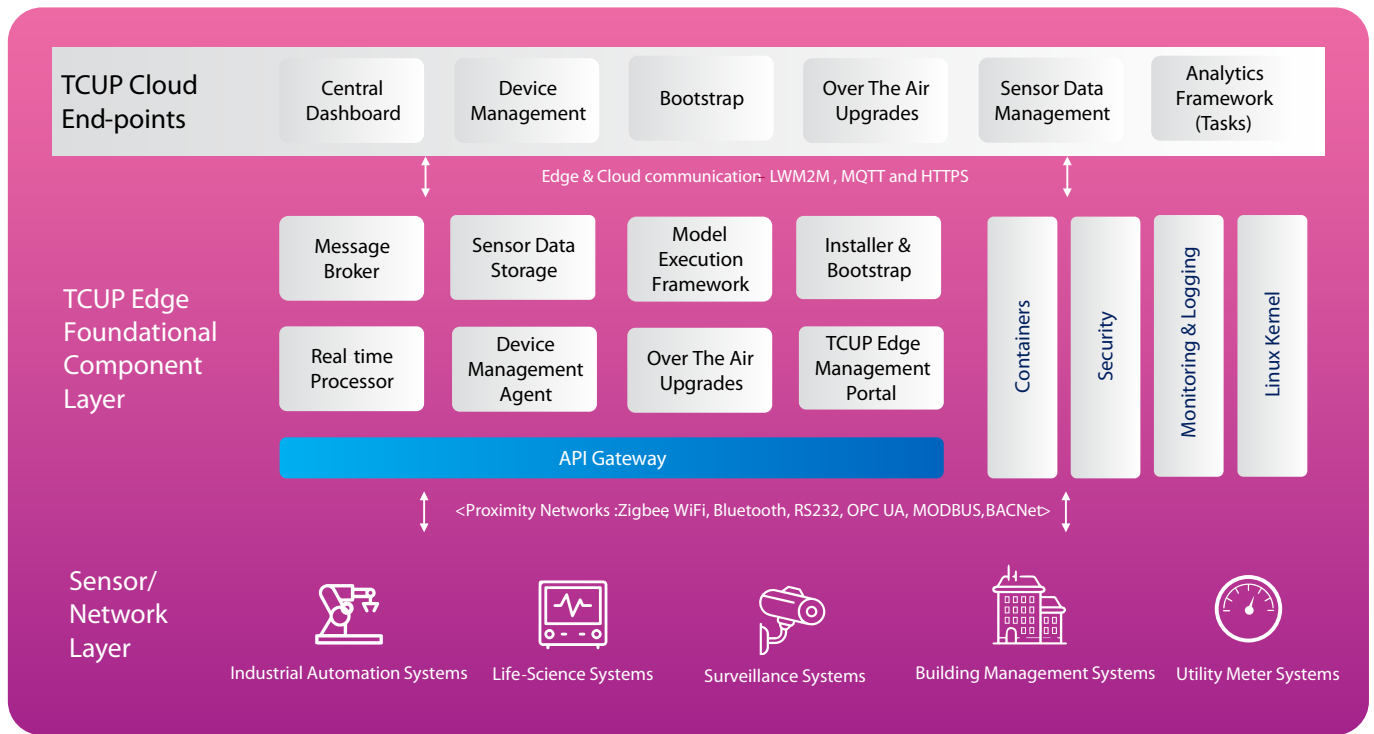 TCUP Cloud
End-points
Central
Dashboard
Device
Management
Bootstrap
Over The Air
Upgrades
Sensor Data
Management
Analytics
Framework
(Tasks)
Edge & Cloud communication- LWM2M , MQTT and HTTPS
TCUP Edge
Foundational
Component
Layer
Message
Broker
Sensor Data
Storage
Model
Execution
Framework
Installer &
Bootstrap
Real time
Processor
Device
Management
Agent
Over The Air
Upgrades
TCUP Edge
Management
Portal
API Gateway
Containers
Security
Monitoring & Logging
Linux Kernel
<Proximity Networks :Zigbee, WiFi, Bluetooth, RS232, OPC UA, MODBUS,BACNet>
Sensor/
Network
Layer
Industrial Automation Systems
Life-Science Systems
Surveillance Systems
Building Management Systems
Utility Meter Systems